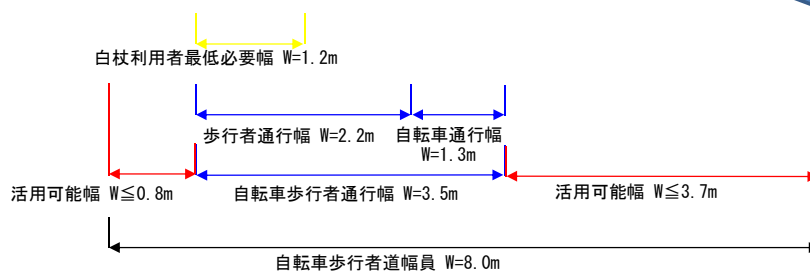 白杖利用者最低必要幅 W=1.2m
歩行者通行幅 W=2.2m
自転車通行幅
W=1.3m
活用可能幅 W≦0.8m
自転車歩行者通行幅 W=3.5m
活用可能幅 W≦3.7m
自転車歩行者道幅員 W=8.0m